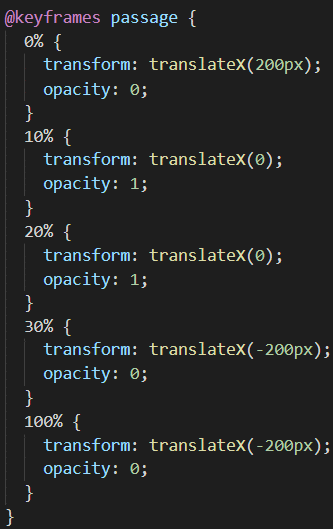 @keyframes passage {
  0% {
    transform: translateX(200px);
    opacity: 0;
  }
  10% {
    transform: translateX(0);
    opacity: 1;
  }
  20% {
    transform: translateX(0);
    opacity: 1;
  }
  30% {
    transform: translateX(-200px);
    opacity: 0;
  }
  100% {
    transform: translateX(-200px);
    opacity: 0;
  }
}